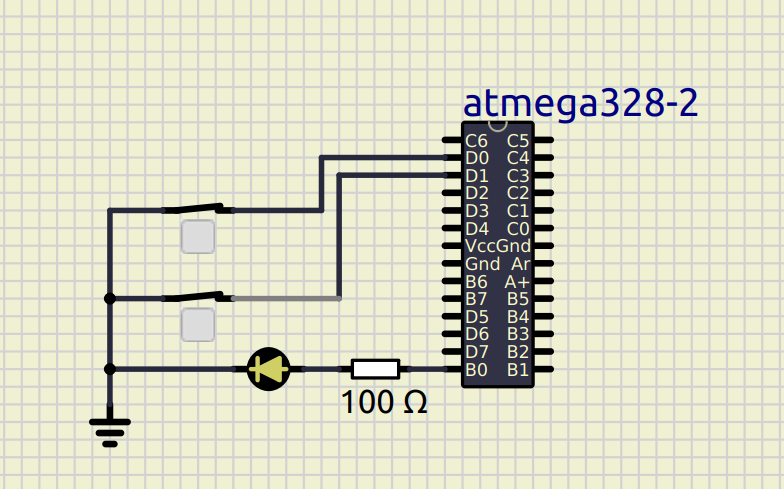 atmega328-2
C6 C5
D0 C4
D1 C3
D2 C2
D3 C1
D4 C0
VccGnd
Gnd Ar
B6 A+
B7 B5
D5 B4
D6 B3
D7 B2
B0 B1
100 Ω